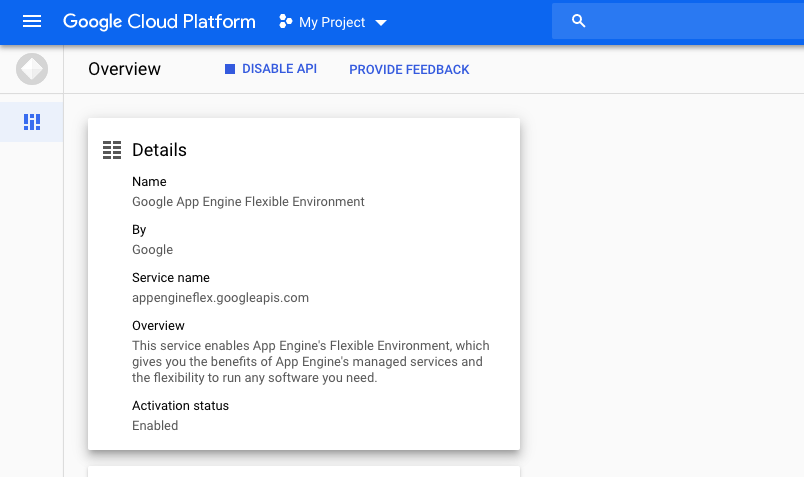 Google Cloud Platform My Project
Overview DISABLE API PROVIDE FEEDBACK
Details
Name
Google App Engine Flexible Environment
By
Google
Service name
appengineflex.googleapis.com
Overview
This service enables App Engine's Flexible Environment, which
gives you the benefits of App Engine's managed services and
the flexibility to run any software you need.
Activation status
Enabled